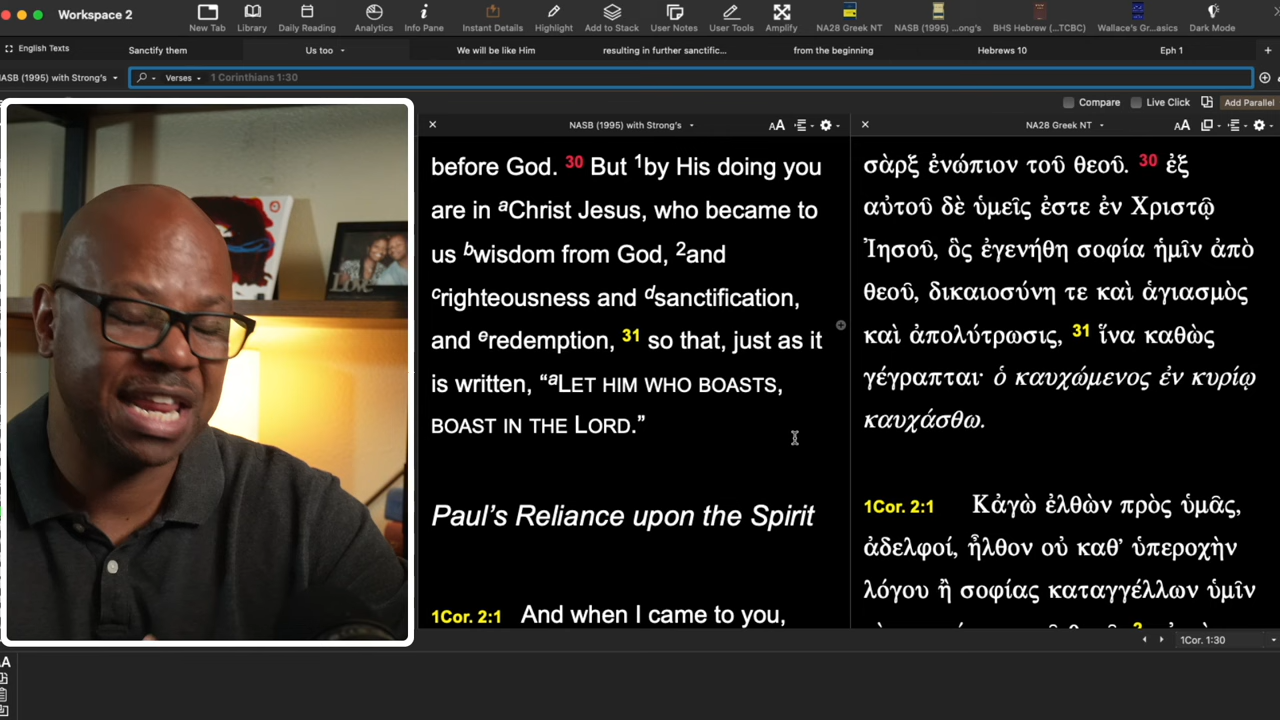 Workspace 2
New Tab
Library
Daily Reading
Analytics
Info Pane
Instant Details
Highlight
Add to Stack
User Notes
User Tools
Amplify
NA28 Greek NT
NASB (1995) ...ong's
BHS Hebrew (...TCBC)
Wallace's Gr...asics
Dark Mode
English Texts
Sanctify them
Us too
We will be like Him
resulting in further sanctific...
from the beginning
Hebrews 10
Eph 1
ASB (1995) with Strong's
Verses
1 Corinthians 1:30
Compare
Live Click
Add Parallel
NASB (1995) with Strong's
AA
before God. 30 But 1by His doing you
are in aChrist Jesus, who became to
us bwisdom from God, 2and
crighteousness and dsanctification,
and eredemption, 31 so that, just as it
is written, “aLET HIM WHO BOASTS,
BOAST IN THE LORD.”
Paul’s Reliance upon the Spirit
1Cor. 2:1 And when I came to you,
NA28 Greek NT
AA
σὰρξ ἐνώπιον τοῦ θεοῦ. 30 ἐξ
αὐτοῦ δὲ ὑμεῖς ἐστε ἐν Χριστῷ
Ἰησοῦ, ὃς ἐγενήθη σοφία ἡμῖν ἀπὸ
θεοῦ, δικαιοσύνη τε καὶ ἁγιασμὸς
καὶ ἀπολύτρωσις, 31 ἵνα καθὼς
γέγραπται· ὁ καυχώμενος ἐν κυρίῳ
καυχάσθω.
1Cor. 2:1 Κἀγὼ ἐλθὼν πρὸς ὑμᾶς,
ἀδελφοί, ἦλθον οὐ καθ’ ὑπεροχὴν
λόγου ἢ σοφίας καταγγέλλων ὑμῖν
1Cor. 1:30
AA